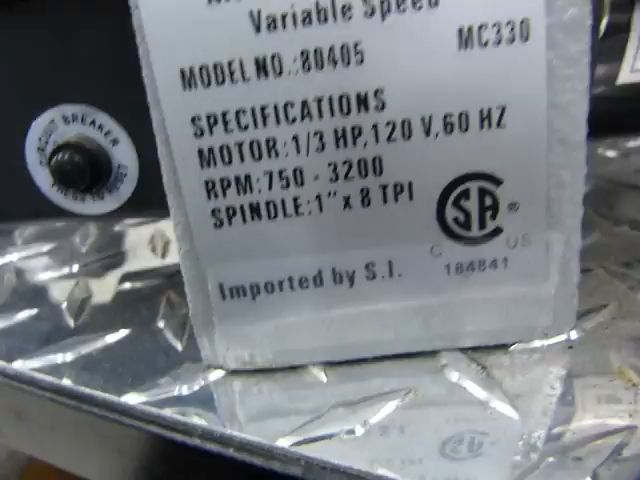 Variable Speed
MODEL NO.:80405 MC330
SPECIFICATIONS
MOTOR:1/3 HP,120 V,60 HZ
RPM:750 - 3200
SPINDLE:1" x 8 TPI
Imported by S.I.
CSA ®
C US
184841
CIRCUIT BREAKER
PRESS TO RESET